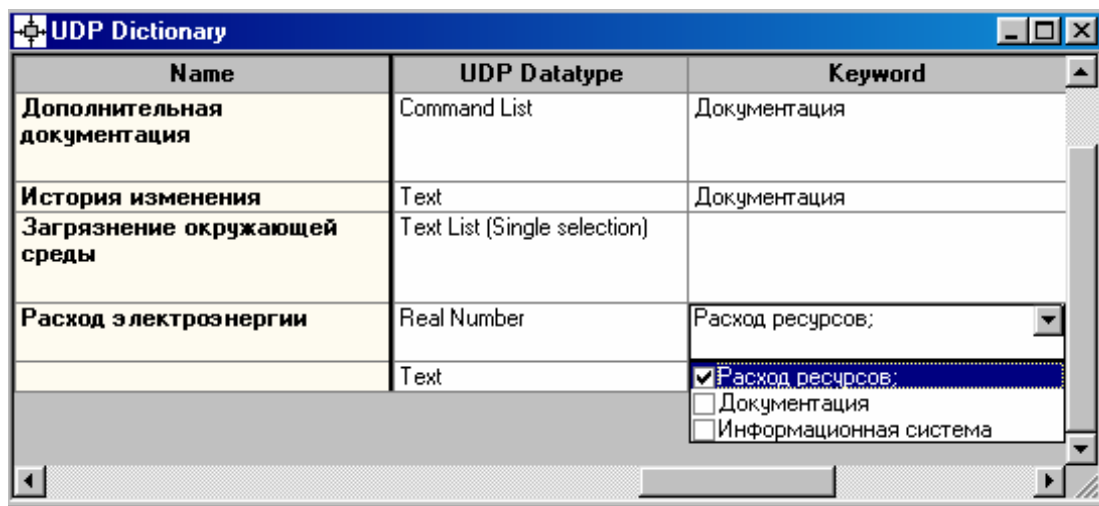 UDP Dictionary
Name UDP Datatype Keyword
Дополнительная Command List Документация
документация
История изменения Text Документация
Загрязнение окружающей Text List (Single selection)
среды
Расход электроэнергии Real Number Расход ресурсов;
Text Расход ресурсов;
Документация
Информационная система